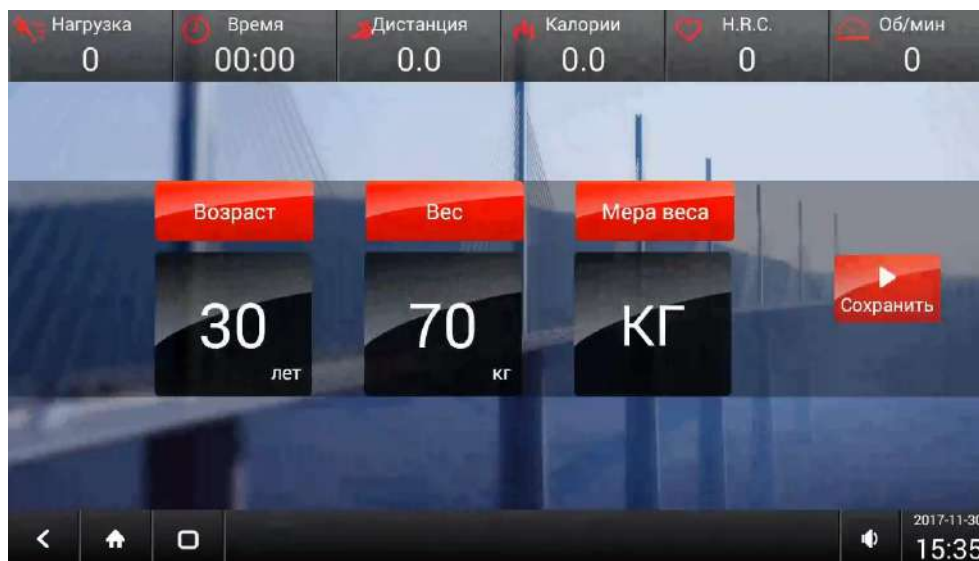 Нагрузка
0
Время
00:00
Дистанция
0.0
Калории
0.0
H.R.C.
0
Об/мин
0
Возраст
30
лет
Вес
70
кг
Мера веса
КГ
Сохранить
2017-11-30
15:35